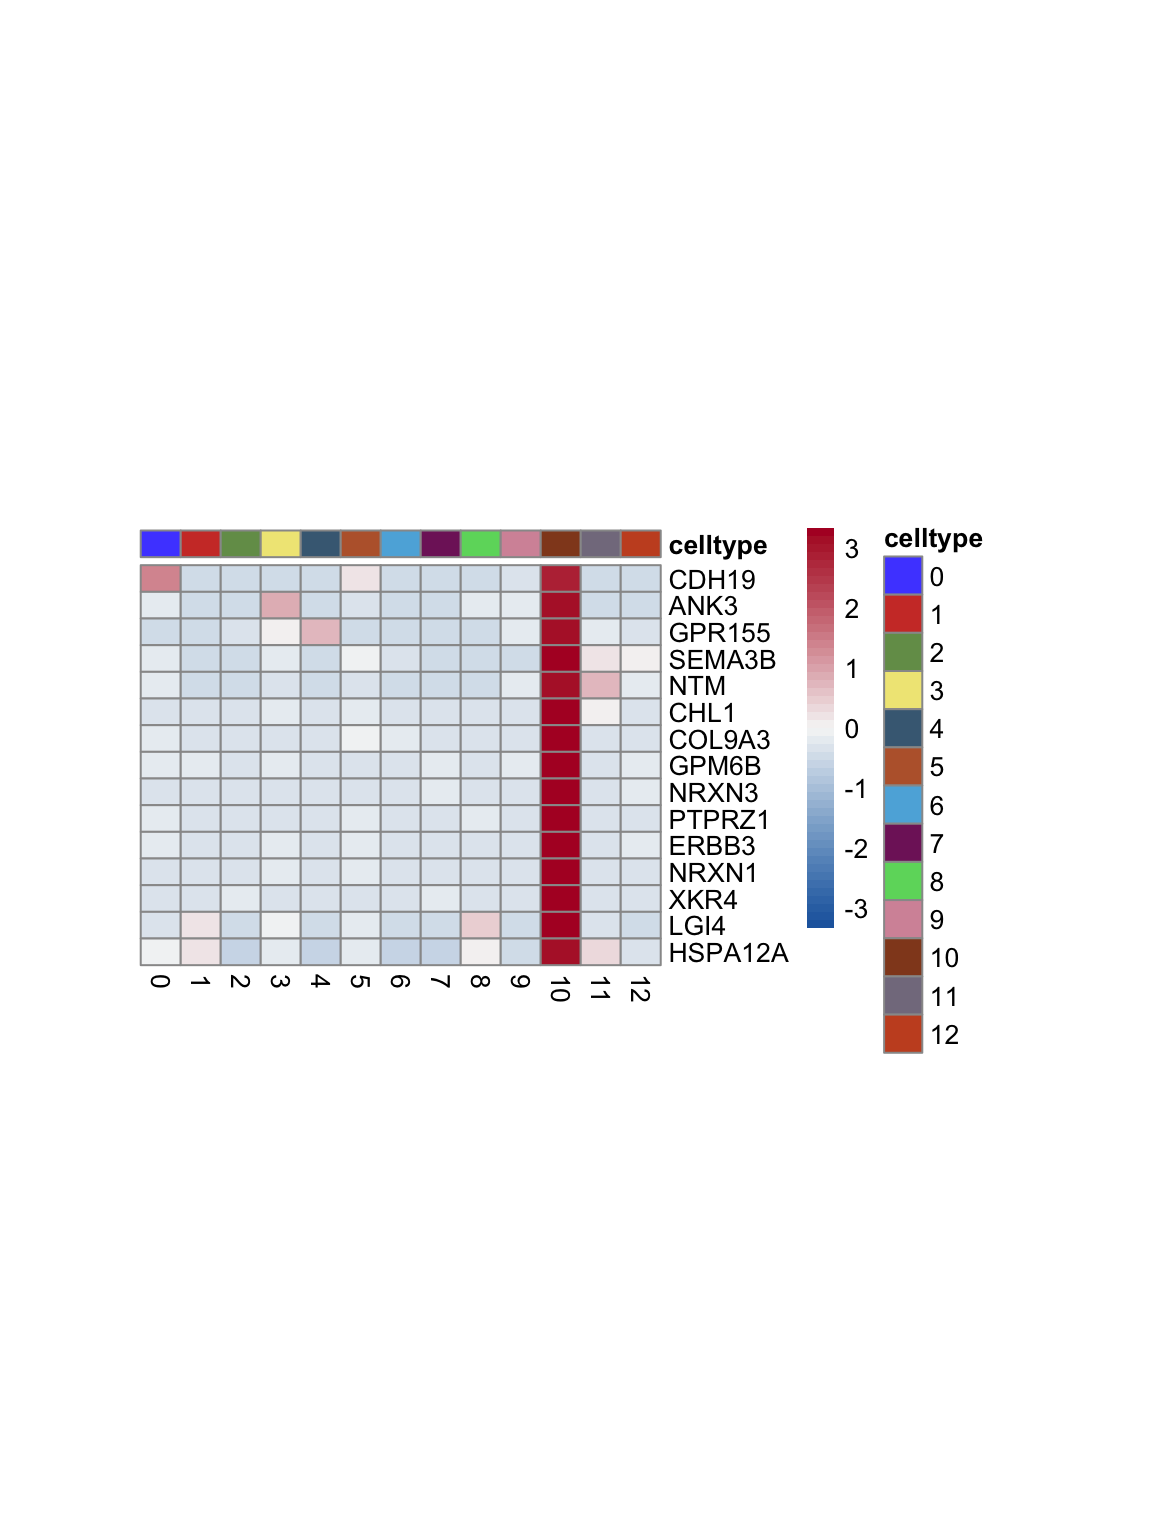 celltype
CDH19
ANK3
GPR155
SEMA3B
NTM
CHL1
COL9A3
GPM6B
NRXN3
PTPRZ1
ERBB3
NRXN1
XKR4
LGI4
HSPA12A
0 1 2 3 4 5 6 7 8 9 10 11 12
3
2
1
0
-1
-2
-3
celltype
0
1
2
3
4
5
6
7
8
9
10
11
12